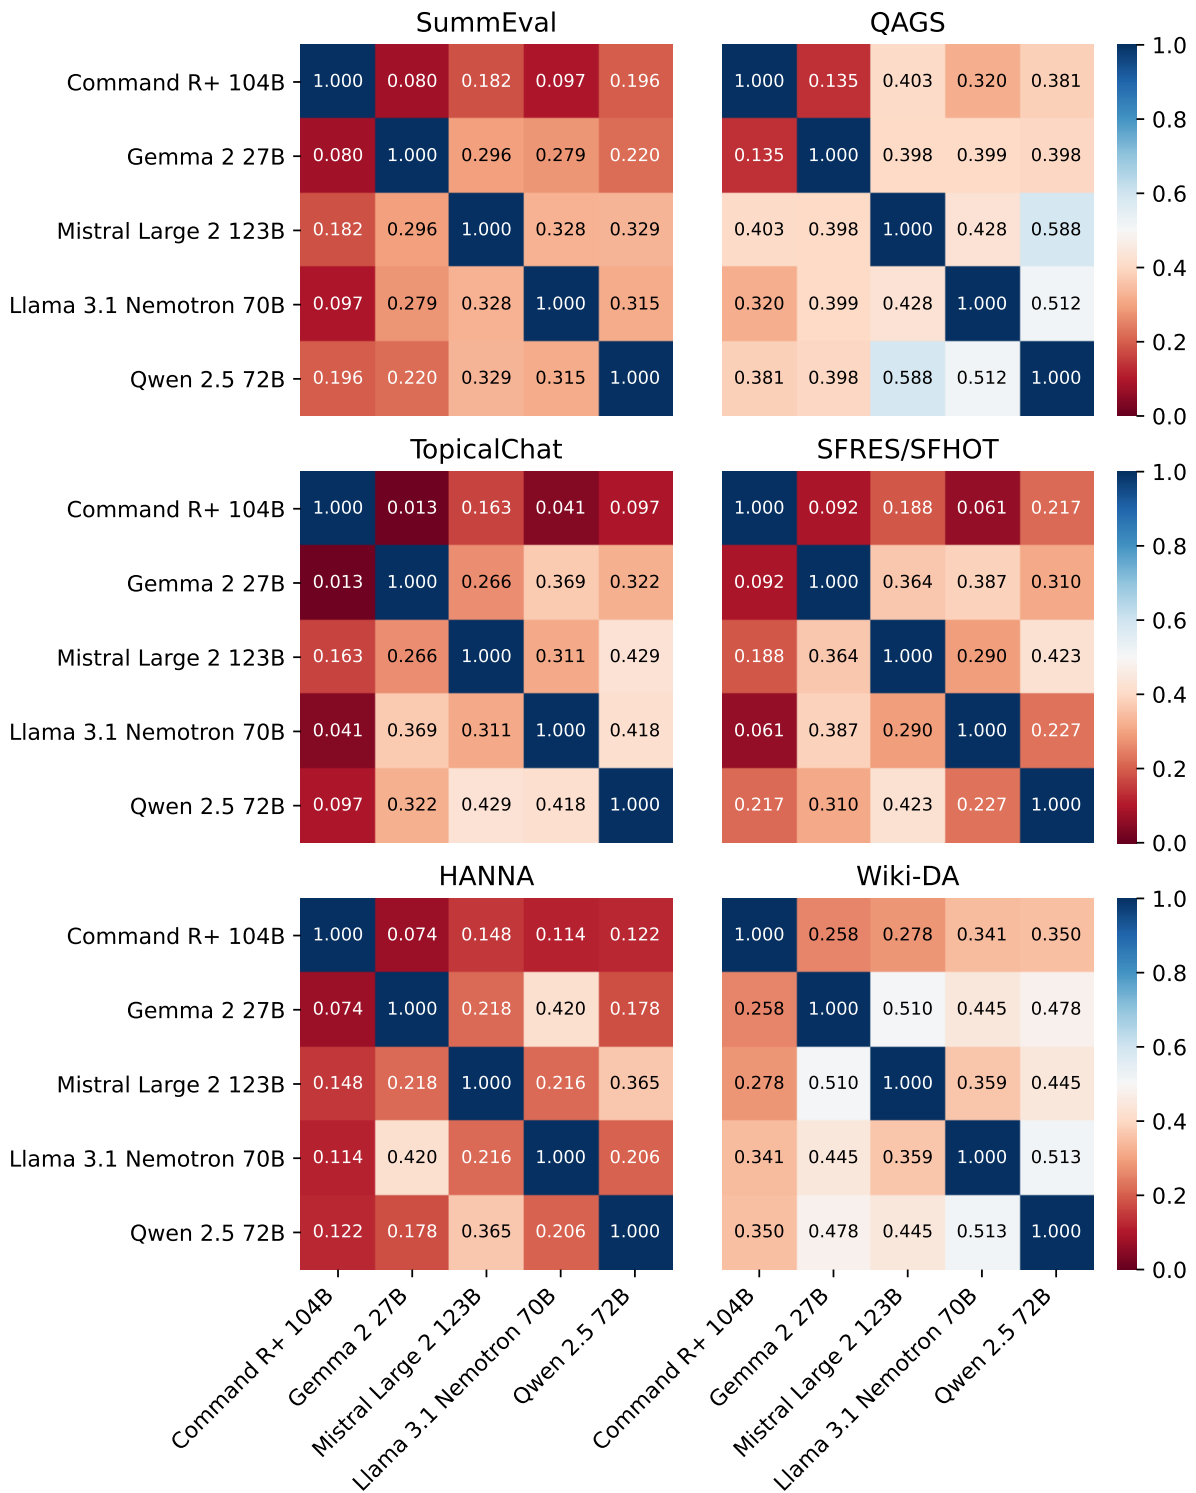 SummEval
QAGS
Command R+ 104B 1.000 0.080 0.182 0.097 0.196
1.000 0.135 0.403 0.320 0.381
Gemma 2 27B 0.080 1.000 0.296 0.279 0.220
0.135 1.000 0.398 0.399 0.398
Mistral Large 2 123B 0.182 0.296 1.000 0.328 0.329
0.403 0.398 1.000 0.428 0.588
Llama 3.1 Nemotron 70B 0.097 0.279 0.328 1.000 0.315
0.320 0.399 0.428 1.000 0.512
Qwen 2.5 72B 0.196 0.220 0.329 0.315 1.000
0.381 0.398 0.588 0.512 1.000
1.0
0.8
0.6
0.4
0.2
0.0
TopicalChat
SFRES/SFHOT
Command R+ 104B 1.000 0.013 0.163 0.041 0.097
1.000 0.092 0.188 0.061 0.217
Gemma 2 27B 0.013 1.000 0.266 0.369 0.322
0.092 1.000 0.364 0.387 0.310
Mistral Large 2 123B 0.163 0.266 1.000 0.311 0.429
0.188 0.364 1.000 0.290 0.423
Llama 3.1 Nemotron 70B 0.041 0.369 0.311 1.000 0.418
0.061 0.387 0.290 1.000 0.227
Qwen 2.5 72B 0.097 0.322 0.429 0.418 1.000
0.217 0.310 0.423 0.227 1.000
1.0
0.8
0.6
0.4
0.2
0.0
HANNA
Wiki-DA
Command R+ 104B 1.000 0.074 0.148 0.114 0.122
1.000 0.258 0.278 0.341 0.350
Gemma 2 27B 0.074 1.000 0.218 0.420 0.178
0.258 1.000 0.510 0.445 0.478
Mistral Large 2 123B 0.148 0.218 1.000 0.216 0.365
0.278 0.510 1.000 0.359 0.445
Llama 3.1 Nemotron 70B 0.114 0.420 0.216 1.000 0.206
0.341 0.445 0.359 1.000 0.513
Qwen 2.5 72B 0.122 0.178 0.365 0.206 1.000
0.350 0.478 0.445 0.513 1.000
1.0
0.8
0.6
0.4
0.2
0.0
Command R+ 104B
Gemma 2 27B
Mistral Large 2 123B
Llama 3.1 Nemotron 70B
Qwen 2.5 72B
Command R+ 104B
Gemma 2 27B
Mistral Large 2 123B
Llama 3.1 Nemotron 70B
Qwen 2.5 72B